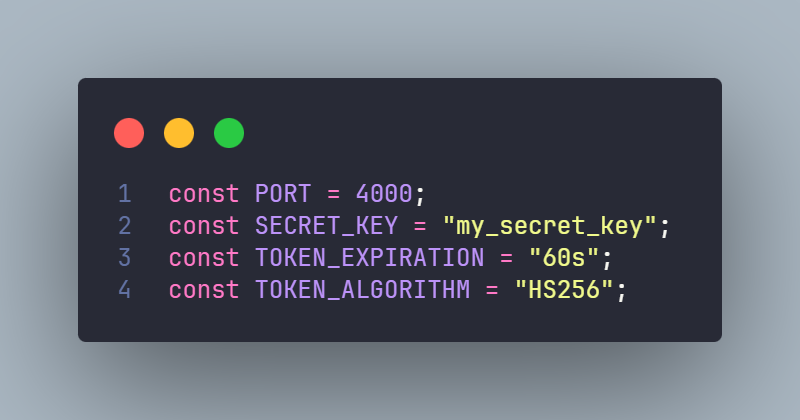 1 const PORT = 4000;
2 const SECRET_KEY = "my_secret_key";
3 const TOKEN_EXPIRATION = "60s";
4 const TOKEN_ALGORITHM = "HS256";